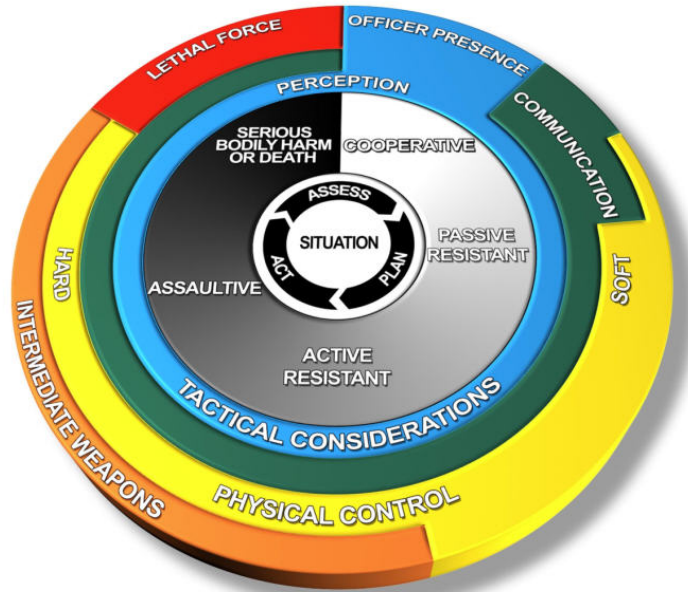 LETHAL FORCE
OFFICER PRESENCE
PERCEPTION
COMMUNICATION
SERIOUS
BODILY HARM
OR DEATH
COOPERATIVE
ASSESS
SITUATION
PLAN
ACT
PASSIVE
RESISTANT
SOFT
HARD
ASSAULTIVE
ACTIVE
RESISTANT
TACTICAL CONSIDERATIONS
INTERMEDIATE WEAPONS
PHYSICAL CONTROL